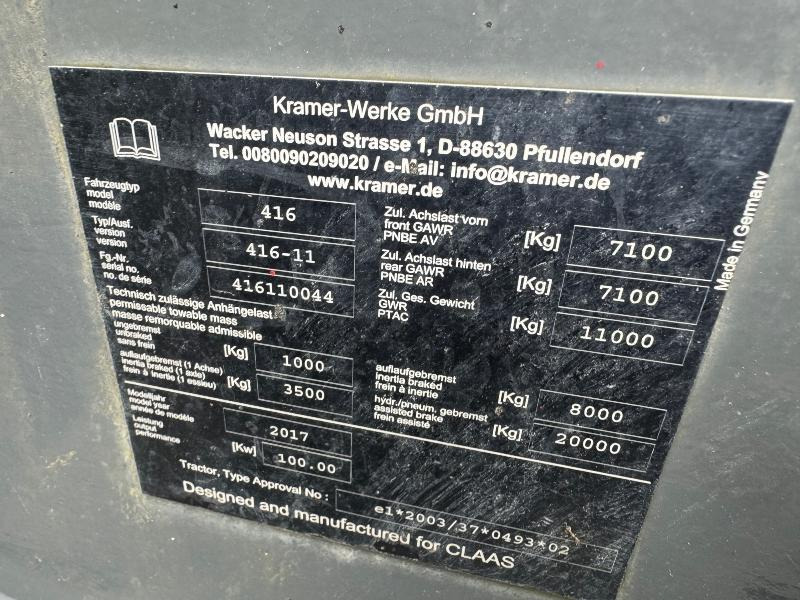 Kramer-Werke GmbH
Wacker Neuson Strasse 1, D-88630 Pfullendorf
Tel. 0080090209020 / e-Mail: info@kramer.de
www.kramer.de
Fahrzeugtyp
model
modèle
416
Typ/Ausf.
version
version
416-11
Fg.-Nr.
serial no.
no. de série
416110044
Zul. Achslast vorn
front GAWR
PNBE AV
[Kg] 7100
Zul. Achslast hinten
rear GAWR
PNBE AR
[Kg] 7100
Zul. Ges. Gewicht
GWR
PTAC
[Kg] 11000
Technisch zulässige Anhängelast
permissable towable mass
masse remorquable admissible
ungebremst
unbraked
sans frein
[Kg] 1000
auflaufgebremst (1 Achse)
inertia braked (1 axle)
frein à inertie (1 essieu)
[Kg] 3500
auflaufgebremst
inertia braked
frein à inertie
[Kg] 8000
hydr./pneum. gebremst
assisted brake
frein assisté
[Kg] 20000
Modelljahr
model year
année de modèle
2017
Leistung
output
performance
[Kw] 100.00
Tractor, Type Approval No :
e1*2003/37*0493*02
Designed and manufactured for CLAAS
Made in Germany